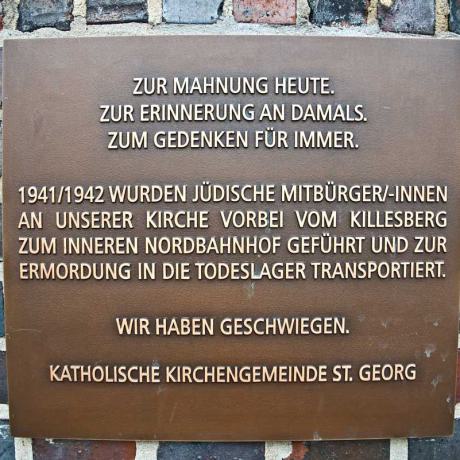 ZUR MAHNUNG HEUTE.
ZUR ERINNERUNG AN DAMALS.
ZUM GEDENKEN FÜR IMMER.
1941/1942 WURDEN JÜDISCHE MITBÜRGER/-INNEN
AN UNSERER KIRCHE VORBEI VOM KILLESBERG
ZUM INNEREN NORDBAHNHOF GEFÜHRT UND ZUR
ERMORDUNG IN DIE TODESLAGER TRANSPORTIERT.
WIR HABEN GESCHWIEGEN.
KATHOLISCHE KIRCHENGEMEINDE ST. GEORG